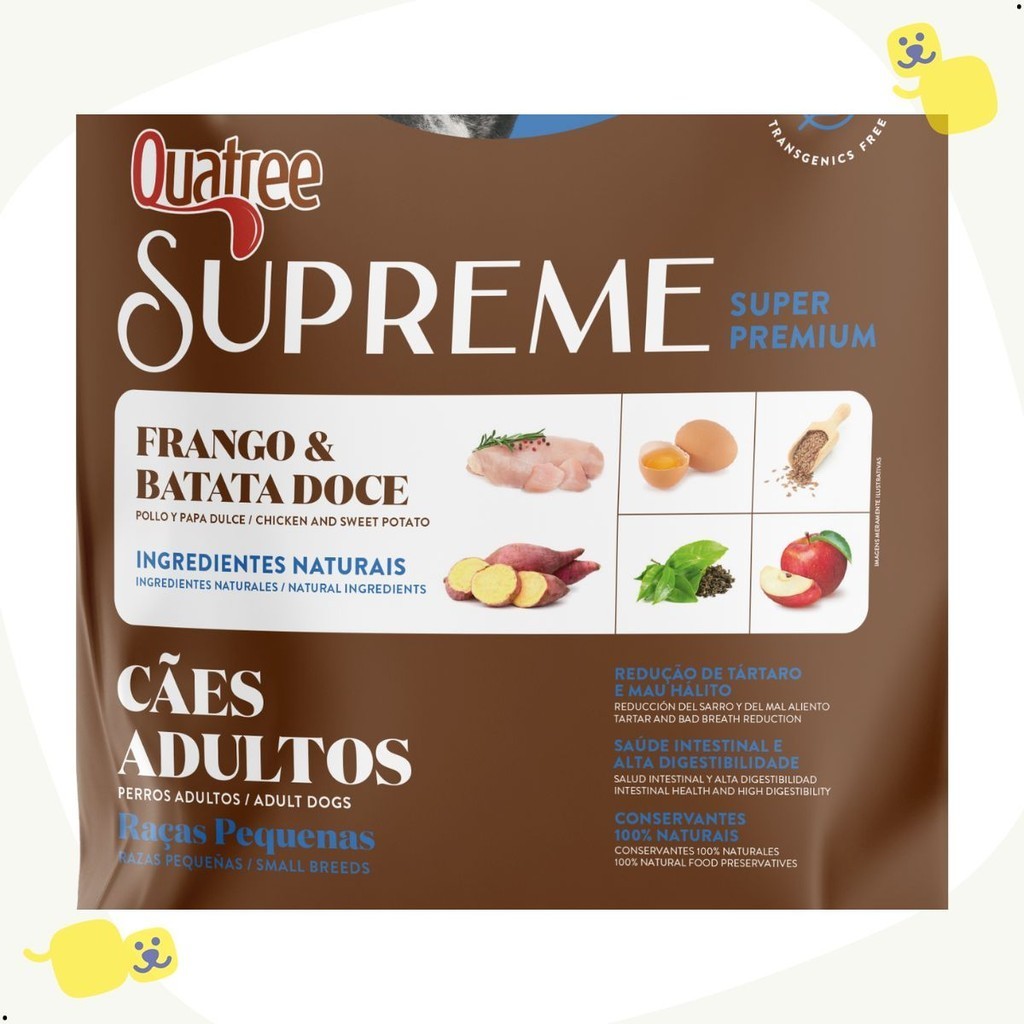 TRANSGENICS FREE
Quatree
SUPREME
SUPER
PREMIUM
FRANGO &
BATATA DOCE
POLLO Y PAPA DULCE / CHICKEN AND SWEET POTATO
INGREDIENTES NATURAIS
INGREDIENTES NATURALES / NATURAL INGREDIENTS
IMAGENS MERAMENTE ILUSTRATIVAS
CÃES
ADULTOS
PERROS ADULTOS / ADULT DOGS
Raças Pequenas
RAZAS PEQUEÑAS / SMALL BREEDS
REDUÇÃO DE TÁRTARO
E MAU HÁLITO
REDUCCIÓN DEL SARRO Y DEL MAL ALIENTO
TARTAR AND BAD BREATH REDUCTION
SAÚDE INTESTINAL E
ALTA DIGESTIBILIDADE
SALUD INTESTINAL Y ALTA DIGESTIBILIDAD
INTESTINAL HEALTH AND HIGH DIGESTIBILITY
CONSERVANTES
100% NATURAIS
CONSERVANTES 100% NATURALES
100% NATURAL FOOD PRESERVATIVES